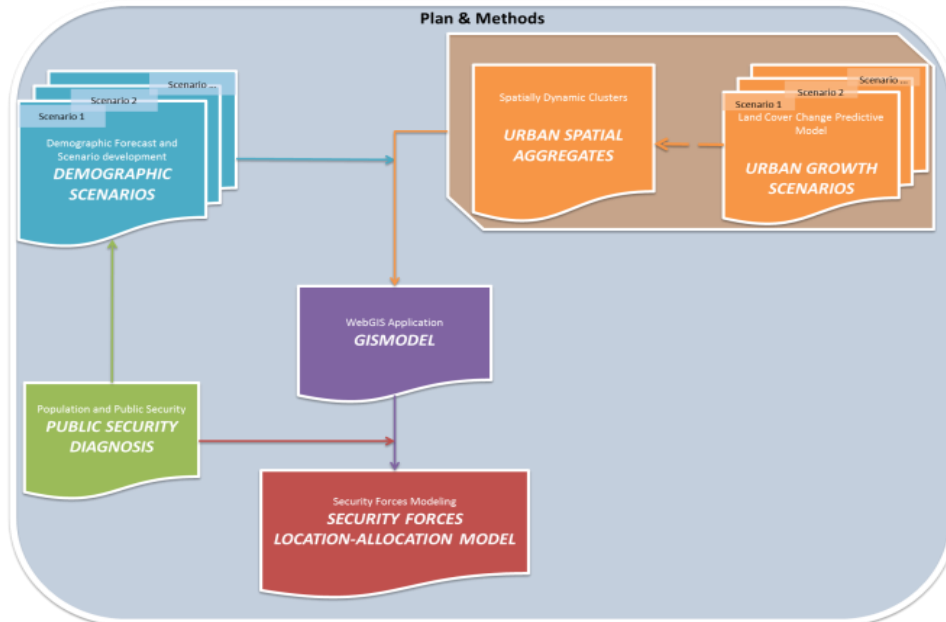 Plan & Methods
Scenario ...
Scenario 2
Scenario 1
Demographic Forecast and
Scenario development
DEMOGRAPHIC
SCENARIOS
Spatially Dynamic Clusters
URBAN SPATIAL
AGGREGATES
Scenario ...
Scenario 2
Scenario 1
Land Cover Change Predictive
Model
URBAN GROWTH
SCENARIOS
WebGIS Application
GISMODEL
Population and Public Security
PUBLIC SECURITY
DIAGNOSIS
Security Forces Modeling
SECURITY FORCES
LOCATION-ALLOCATION MODEL